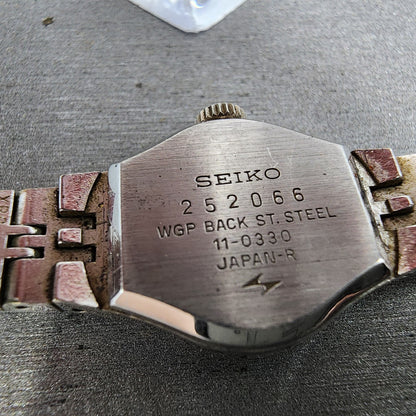 SEIKO
252066
WGP BACK ST. STEEL
11-0330
JAPAN-R